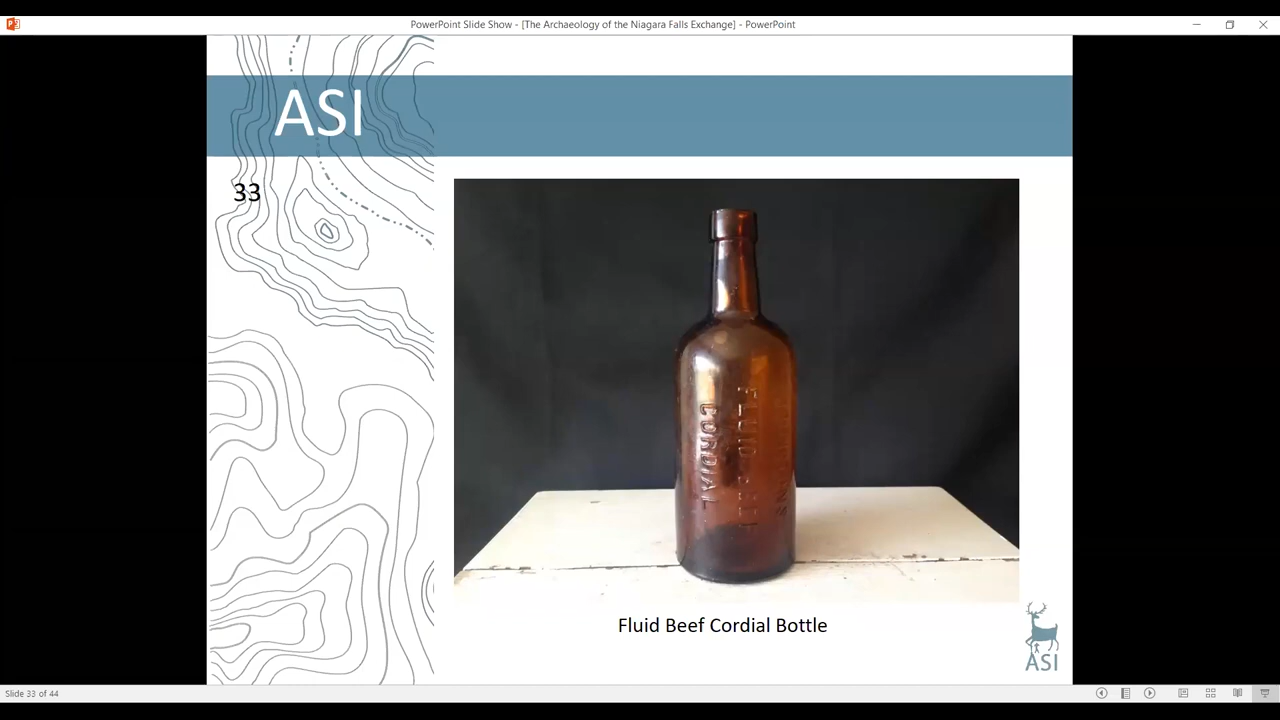 PowerPoint Slide Show - [The Archaeology of the Niagara Falls Exchange] - PowerPoint
ASI
33
FLUID BEEF
CORDIAL
Fluid Beef Cordial Bottle
ASI
Slide 33 of 44